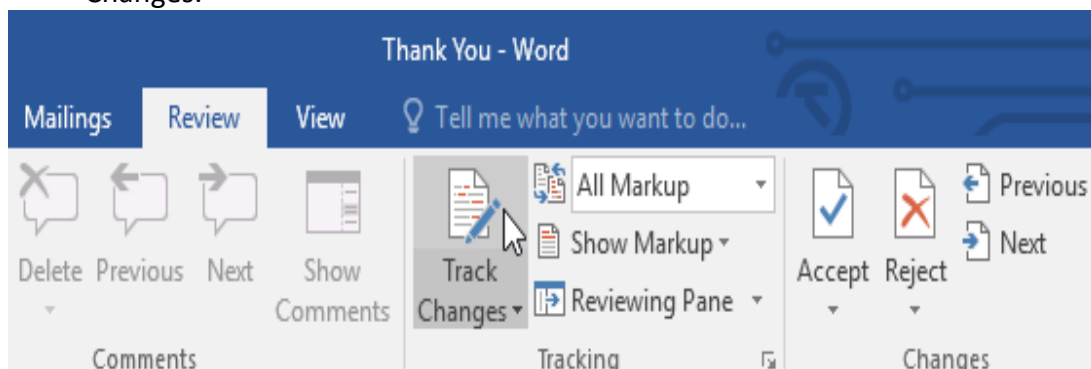 Changes.
Thank You - Word
Mailings Review View Tell me what you want to do...
All Markup
Previous
Show Markup
Next
Delete Previous Next Show Comments
Track Changes
Reviewing Pane
Accept Reject
Comments Tracking Changes